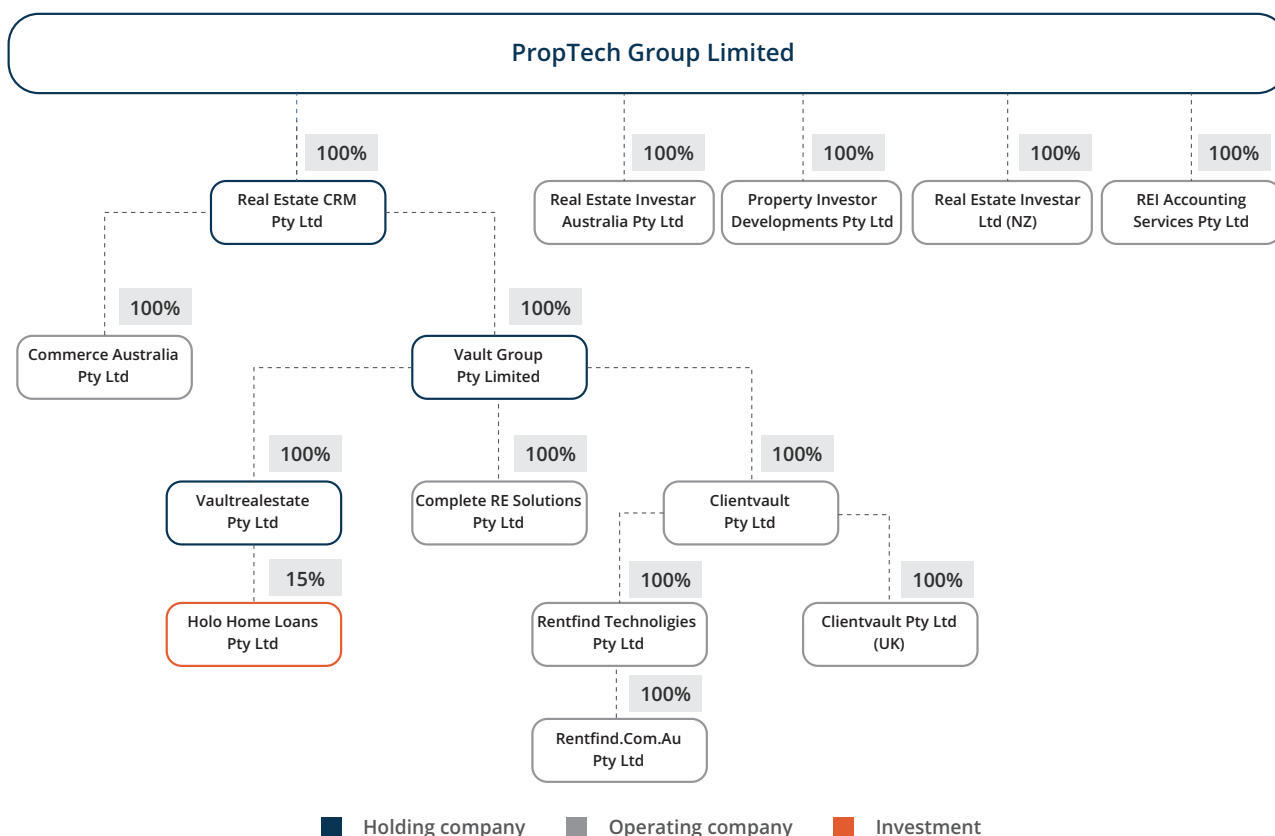 PropTech Group Limited
100%
100%
100%
100%
100%
Real Estate CRM
Pty Ltd
Real Estate Investar
Australia Pty Ltd
Property Investor
Developments Pty Ltd
Real Estate Investar
Ltd (NZ)
REI Accounting
Services Pty Ltd
100%
100%
Commerce Australia
Pty Ltd
Vault Group
Pty Limited
100%
100%
100%
Vaultrealestate
Pty Ltd
Complete RE Solutions
Pty Ltd
Clientvault
Pty Ltd
15%
100%
100%
Holo Home Loans
Pty Ltd
Rentfind Technoligies
Pty Ltd
Clientvault Pty Ltd
(UK)
100%
Rentfind.Com.Au
Pty Ltd
Holding company
Operating company
Investment